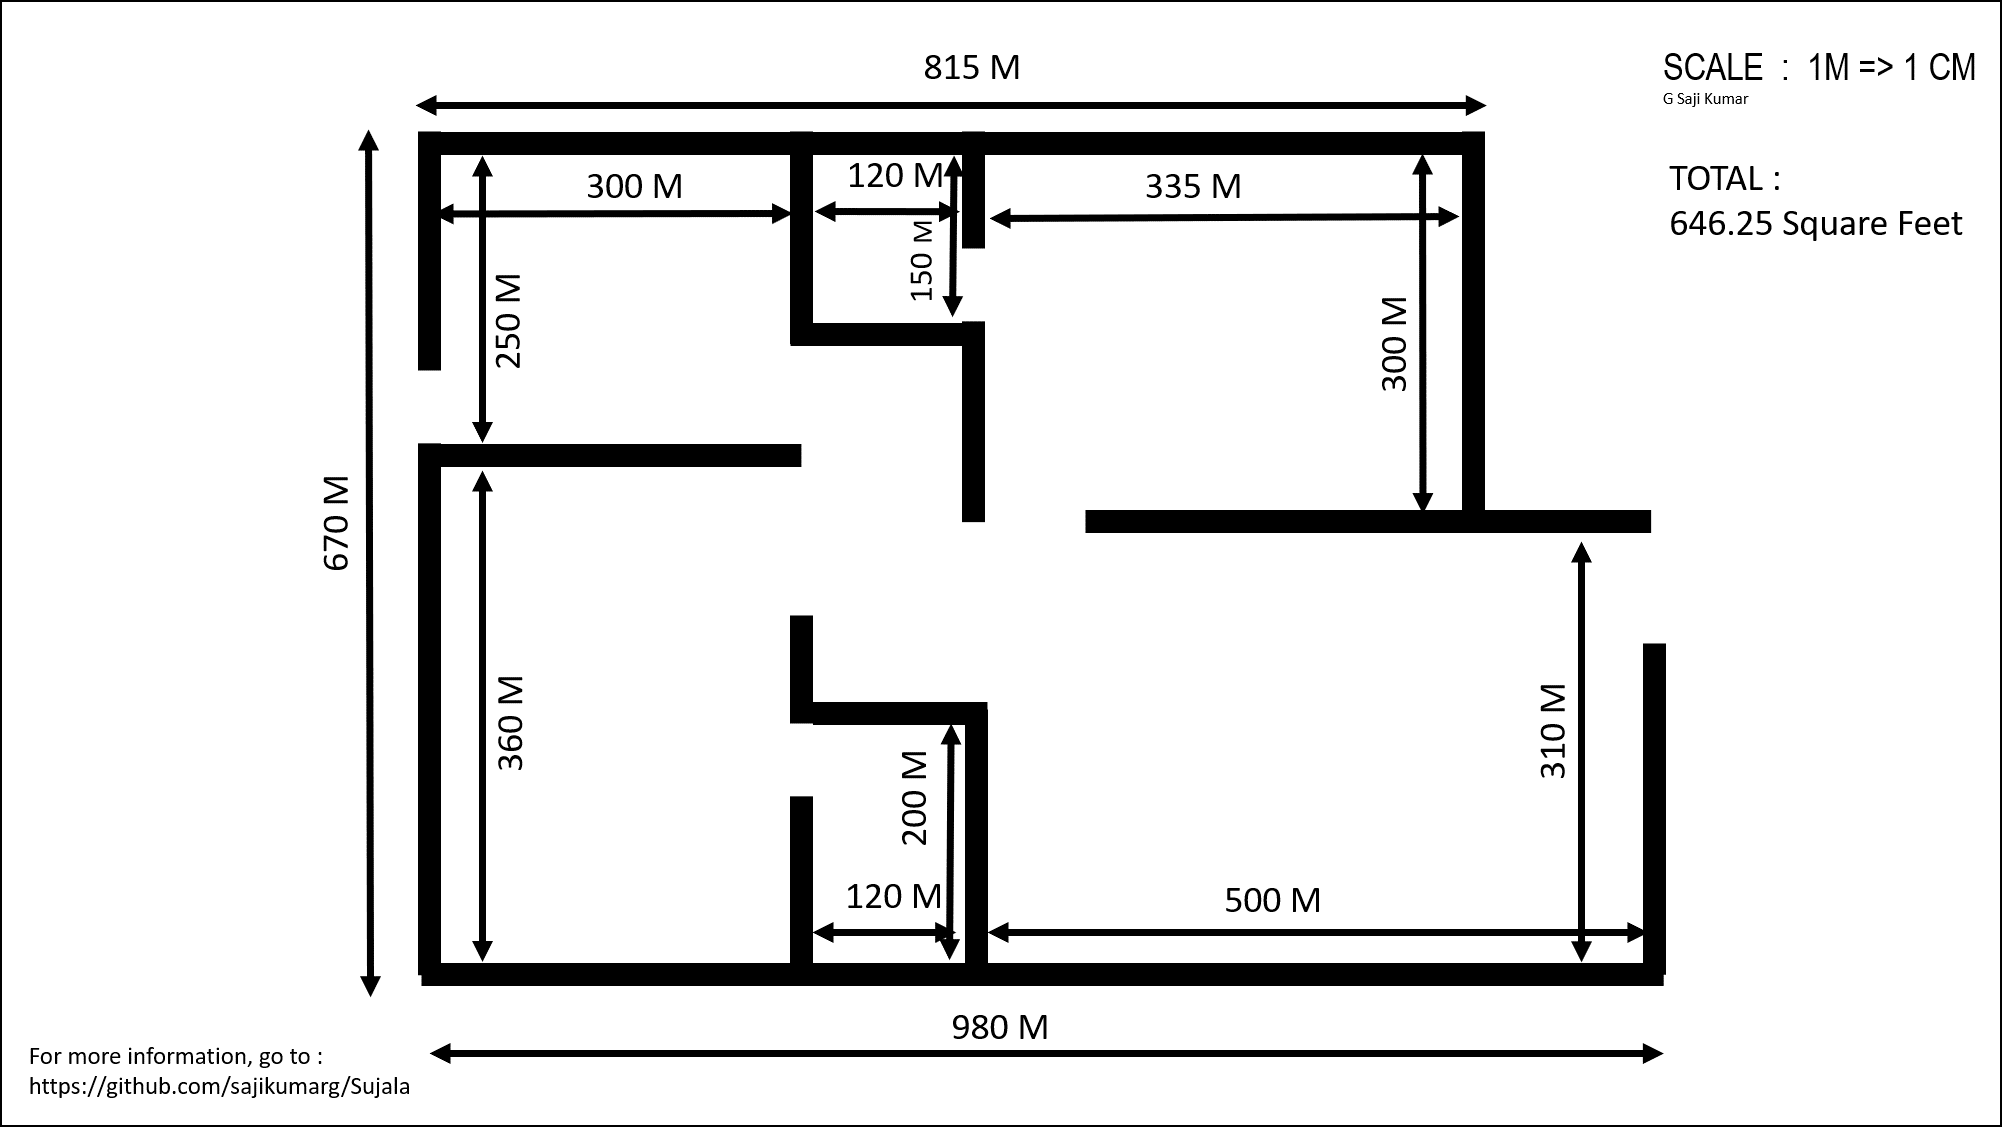 815 M
SCALE : 1M => 1 CM
G Saji Kumar
TOTAL :
646.25 Square Feet
300 M
120 M
335 M
150 M
250 M
300 M
670 M
360 M
310 M
200 M
120 M
500 M
980 M
For more information, go to :
https://github.com/sajikumarg/Sujala